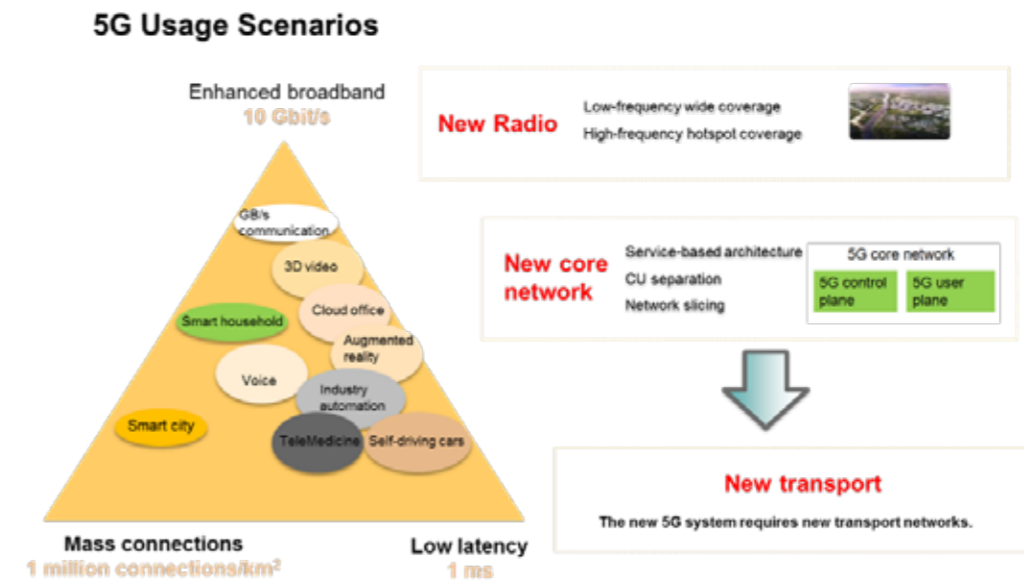 5G Usage Scenarios
Enhanced broadband
10 Gbit/s
GB/s
communication
3D video
Cloud office
Smart household
Augmented
reality
Voice
Industry
automation
Smart city
TeleMedicine
Self-driving cars
Mass connections
1 million connections/km²
Low latency
1 ms
New Radio
Low-frequency wide coverage
High-frequency hotspot coverage
New core
network
Service-based architecture
CU separation
Network slicing
5G core network
5G control
plane
5G user
plane
New transport
The new 5G system requires new transport networks.